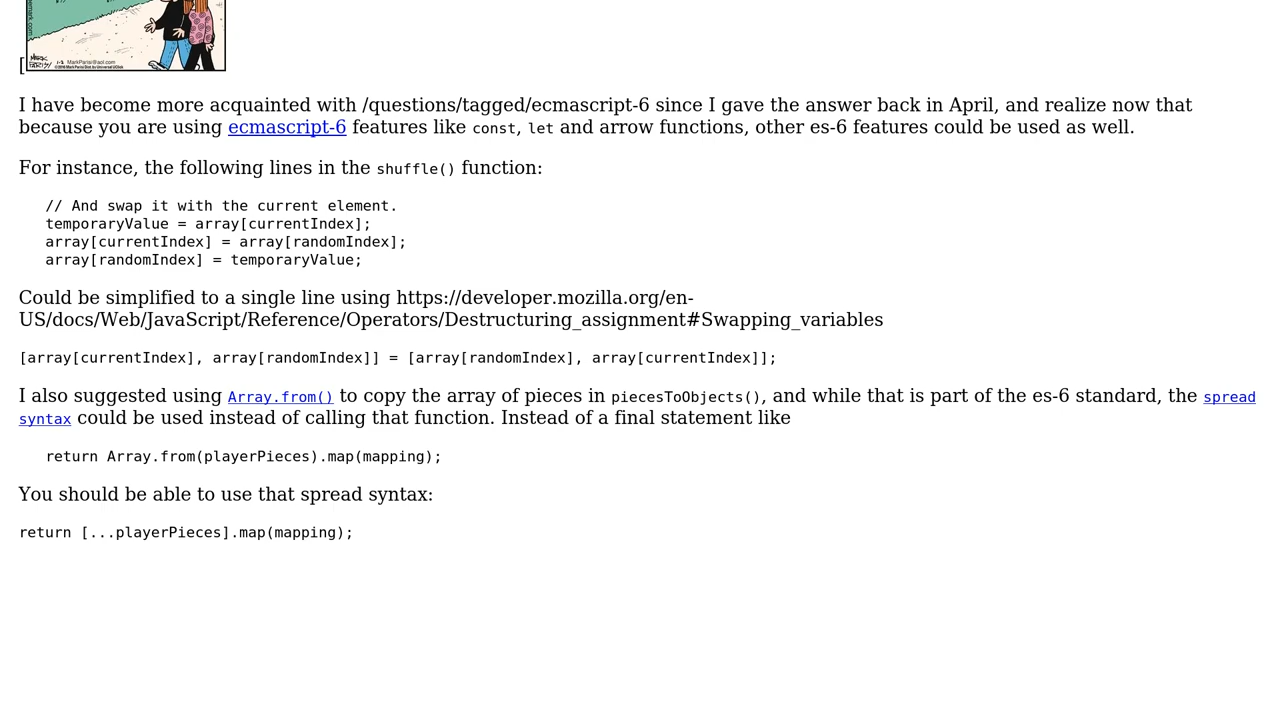 [
MarkParisi@aol.com
I have become more acquainted with /questions/tagged/ecmascript-6 since I gave the answer back in April, and realize now that
because you are using ecmascript-6 features like const, let and arrow functions, other es-6 features could be used as well.
For instance, the following lines in the shuffle() function:
// And swap it with the current element.
temporaryValue = array[currentIndex];
array[currentIndex] = array[randomIndex];
array[randomIndex] = temporaryValue;
Could be simplified to a single line using https://developer.mozilla.org/en-
US/docs/Web/JavaScript/Reference/Operators/Destructuring_assignment#Swapping_variables
[array[currentIndex], array[randomIndex]] = [array[randomIndex], array[currentIndex]];
I also suggested using Array.from() to copy the array of pieces in piecesToObjects(), and while that is part of the es-6 standard, the spread
syntax could be used instead of calling that function. Instead of a final statement like
return Array.from(playerPieces).map(mapping);
You should be able to use that spread syntax:
return [...playerPieces].map(mapping);